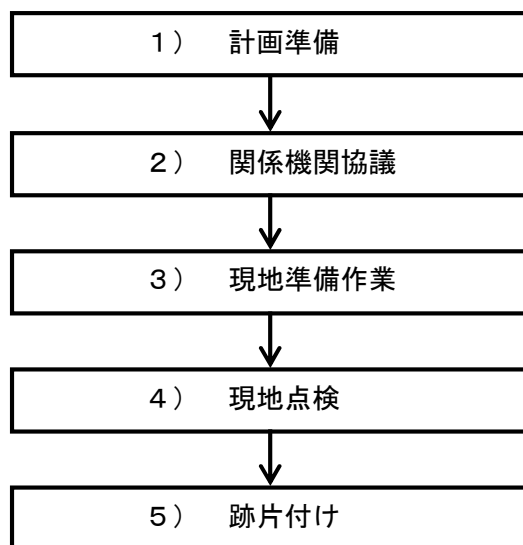 １）　計画準備
２）　関係機関協議
３）　現地準備作業
４）　現地点検
５）　跡片付け